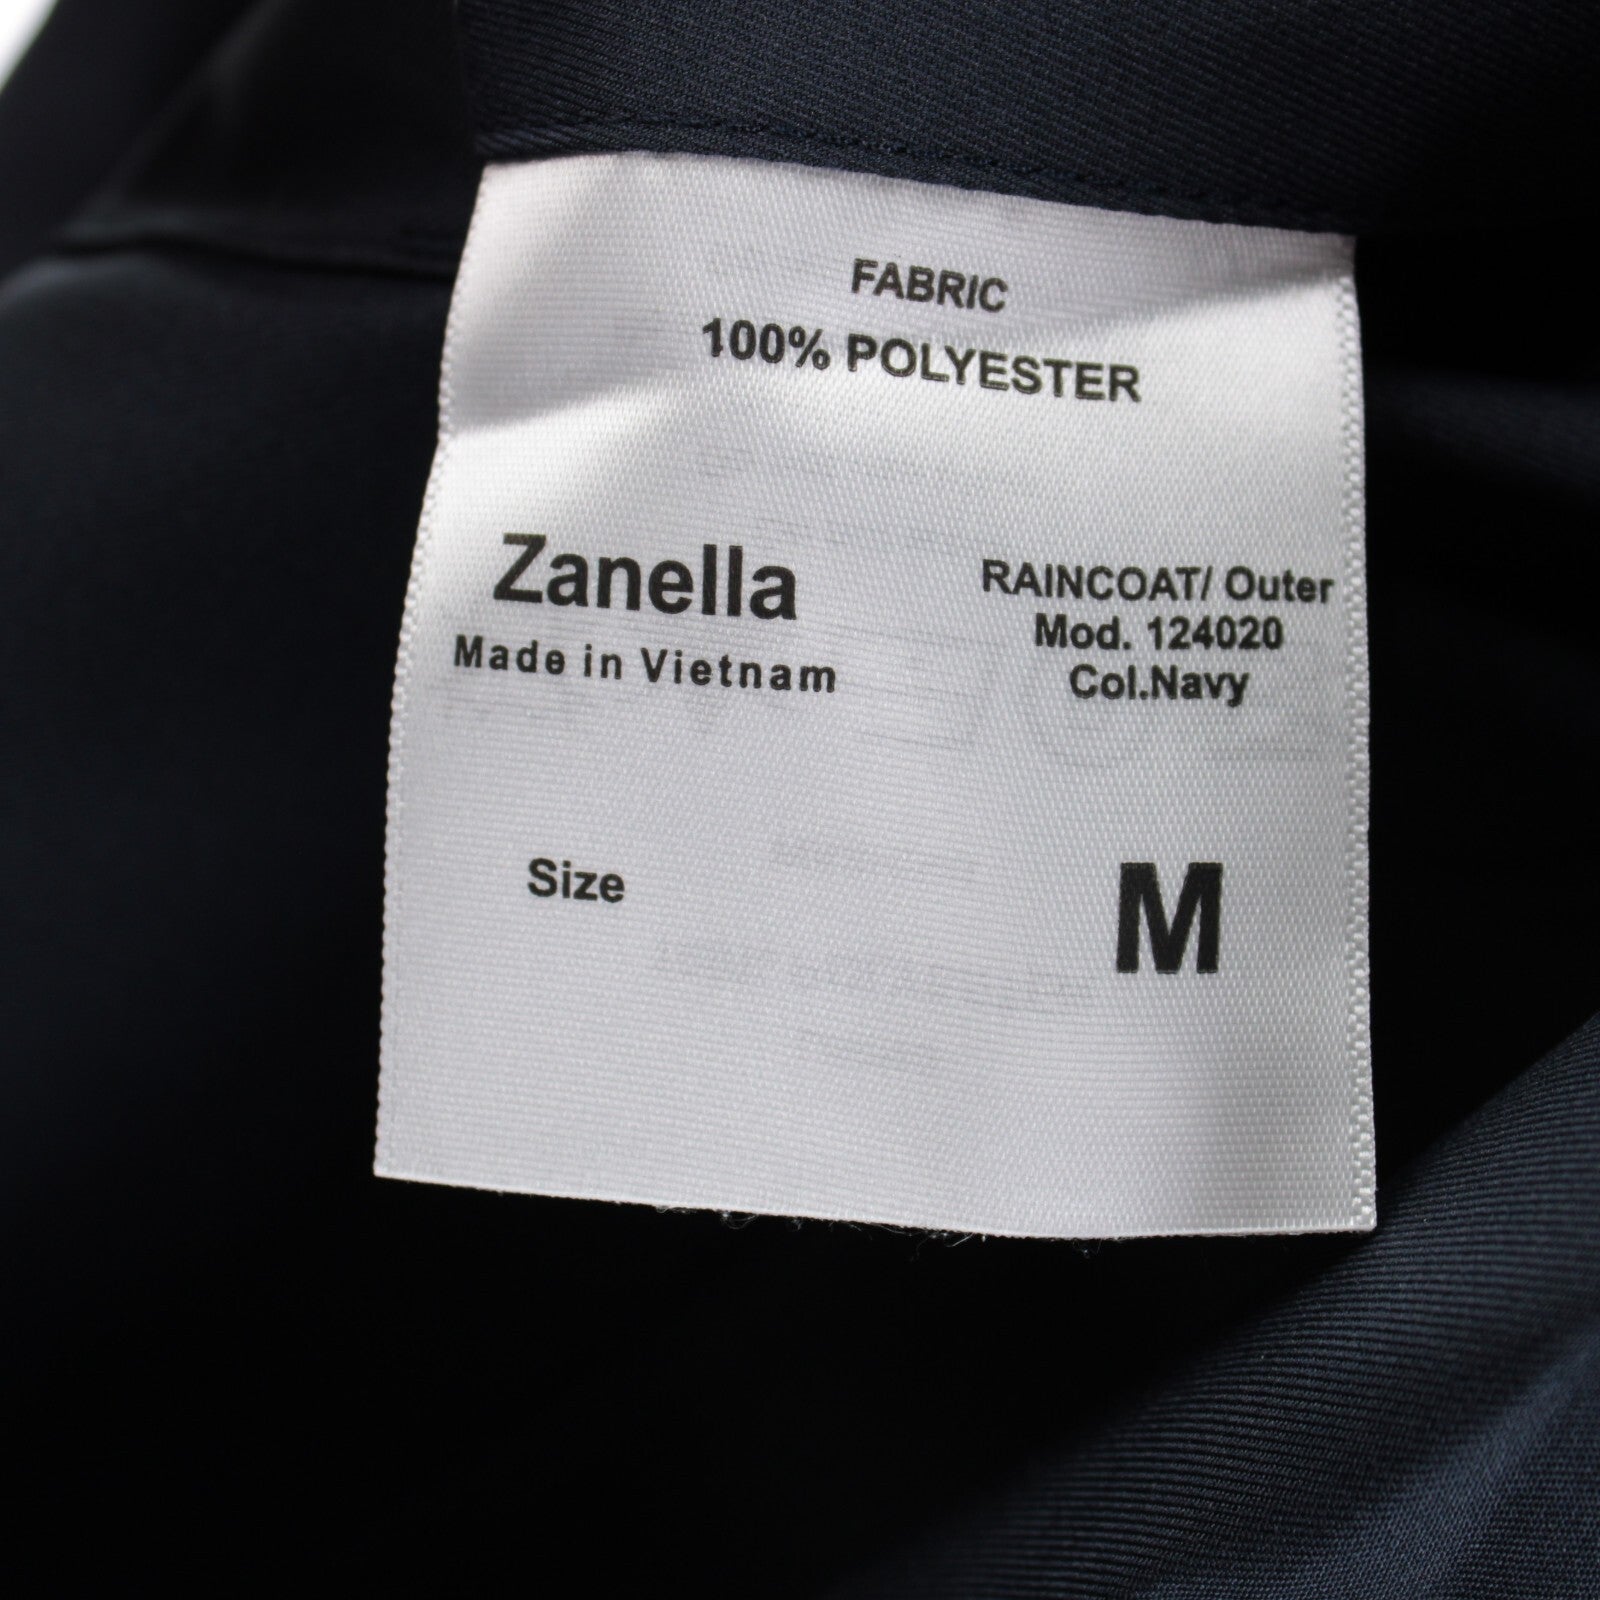 FABRIC
100% POLYESTER
Zanella
Made in Vietnam
RAINCOAT/ Outer
Mod. 124020
Col.Navy
Size
M